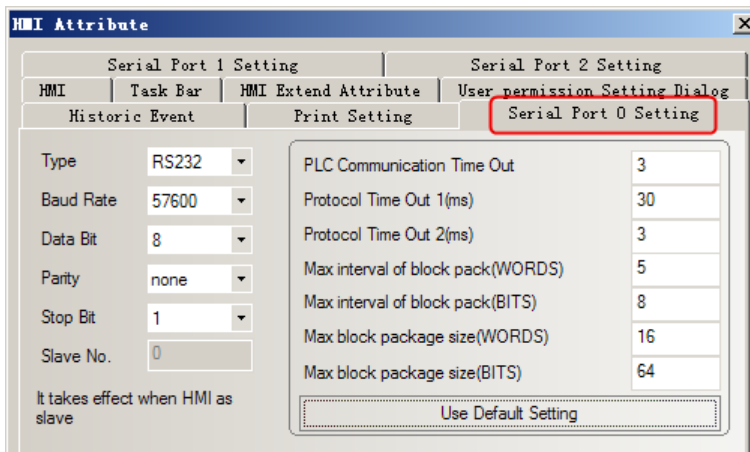 HMI Attribute
Serial Port 1 Setting Serial Port 2 Setting
HMI Task Bar HMI Extend Attribute User permission Setting Dialog
Historic Event Print Setting Serial Port 0 Setting
Type RS232
Baud Rate 57600
Data Bit 8
Parity none
Stop Bit 1
Slave No. 0
It takes effect when HMI as
slave
PLC Communication Time Out 3
Protocol Time Out 1(ms) 30
Protocol Time Out 2(ms) 3
Max interval of block pack(WORDS) 5
Max interval of block pack(BITS) 8
Max block package size(WORDS) 16
Max block package size(BITS) 64
Use Default Setting